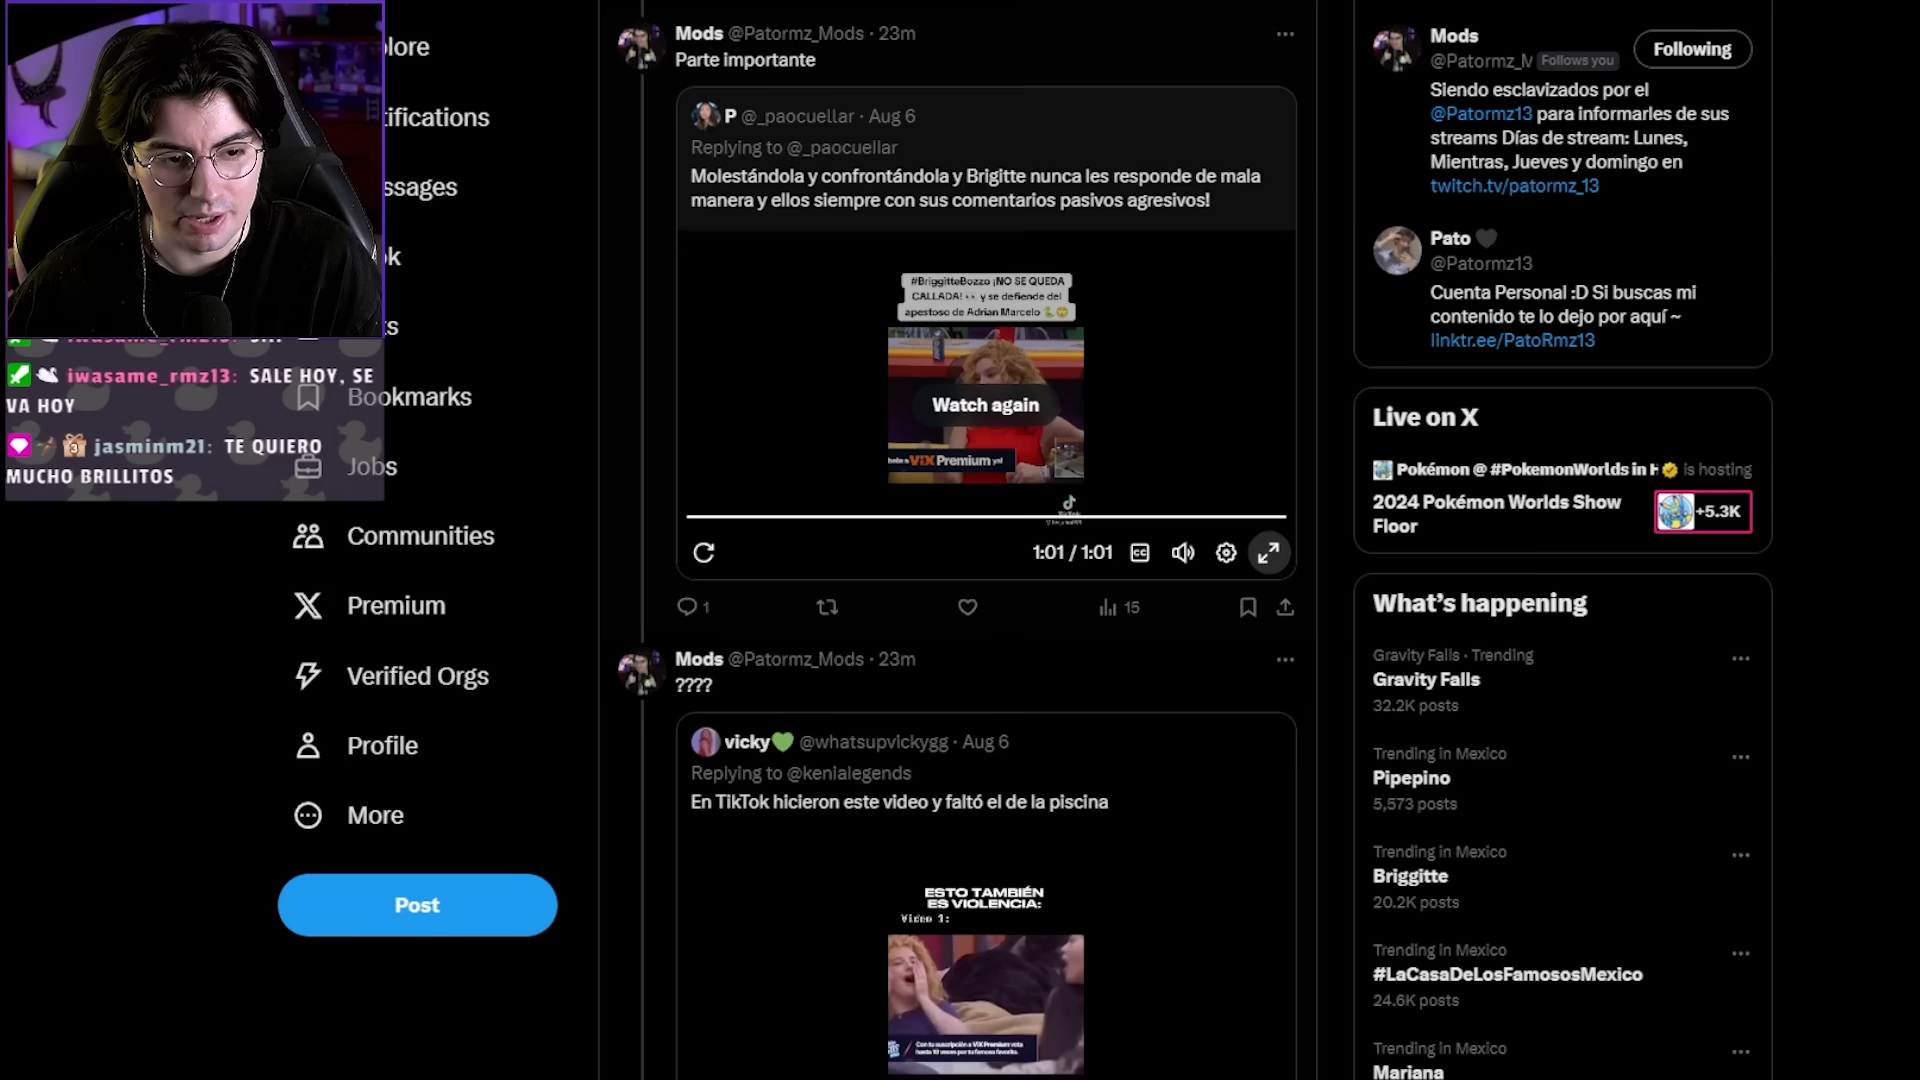 lore
tifications
ssages
k
ts
iwasame_rmz13:
iwasame_rmz13: SALE HOY, SE
VA HOY
3 jasminm21: TE QUIERO
MUCHO BRILLITOS
Bookmarks
Jobs
Communities
Premium
Verified Orgs
Profile
More
Post
Mods @Patormz_Mods · 23m
Parte importante
P @_paocuellar · Aug 6
Replying to @_paocuellar
Molestándola y confrontándola y Brigitte nunca les responde de mala
manera y ellos siempre con sus comentarios pasivos agresivos!
#BriggitteBozzo ¡NO SE QUEDA
CALLADA! 👀 y se defiende del
apestoso de Adrian Marcelo
Watch again
ViX Premium ya!
TikTok
1:01 / 1:01
CC
1
15
Mods @Patormz_Mods · 23m
????
vicky💚 @whatsupvickygg · Aug 6
Replying to @kenialegends
En TikTok hicieron este video y faltó el de la piscina
ESTO TAMBIÉN
ES VIOLENCIA:
Video 1:
Con tu suscripción a ViX Premium vota
hasta 10 veces por tu famoso favorito.
Mods
@Patormz_M Follows you
Following
Siendo esclavizados por el
@Patormz13 para informarles de sus
streams Días de stream: Lunes,
Mientras, Jueves y domingo en
twitch.tv/patormz_13
Pato🖤
@Patormz13
Cuenta Personal :D Si buscas mi
contenido te lo dejo por aquí ~
linktr.ee/PatoRmz13
Live on X
Pokémon @ #PokemonWorlds in H is hosting
2024 Pokémon Worlds Show
Floor
+5.3K
What’s happening
Gravity Falls · Trending
Gravity Falls
32.2K posts
Trending in Mexico
Pipepino
5,573 posts
Trending in Mexico
Briggitte
20.2K posts
Trending in Mexico
#LaCasaDeLosFamososMexico
24.6K posts
Trending in Mexico
Mariana